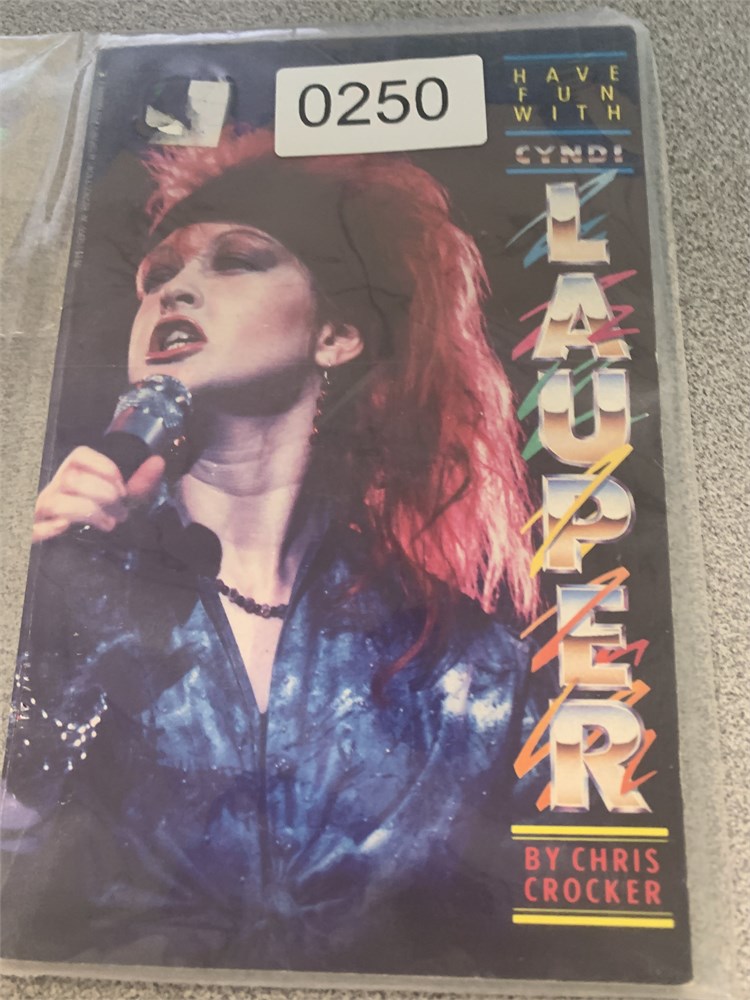 0250
HAVE
FUN
WITH
CYNDI
LAUPER
BY CHRIS
CROCKER